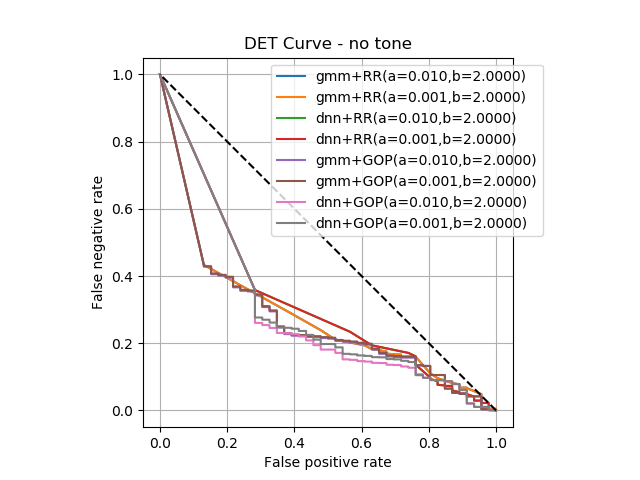 DET Curve - no tone
gmm+RR(a=0.010,b=2.0000)
gmm+RR(a=0.001,b=2.0000)
dnn+RR(a=0.010,b=2.0000)
dnn+RR(a=0.001,b=2.0000)
gmm+GOP(a=0.010,b=2.0000)
gmm+GOP(a=0.001,b=2.0000)
dnn+GOP(a=0.010,b=2.0000)
dnn+GOP(a=0.001,b=2.0000)
False negative rate
1.0
0.8
0.6
0.4
0.2
0.0
0.0 0.2 0.4 0.6 0.8 1.0
False positive rate